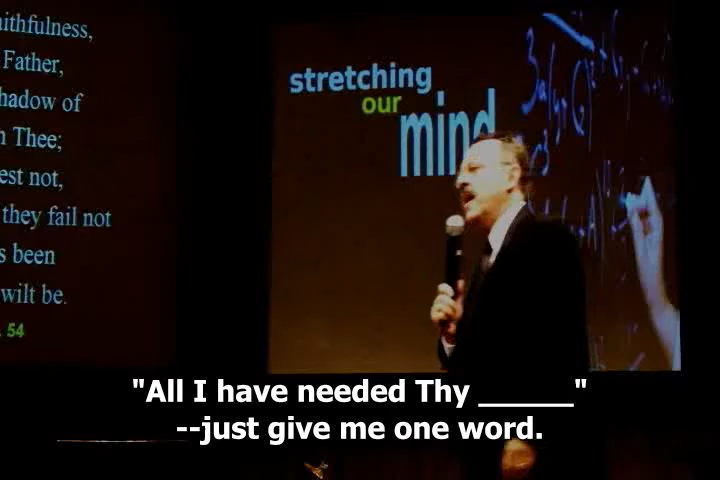 ithfulness,
Father,
hadow of
Thee;
est not,
they fail not
s been
wilt be.
54
stretching
our
mind
"All I have needed Thy _____"
--just give me one word.